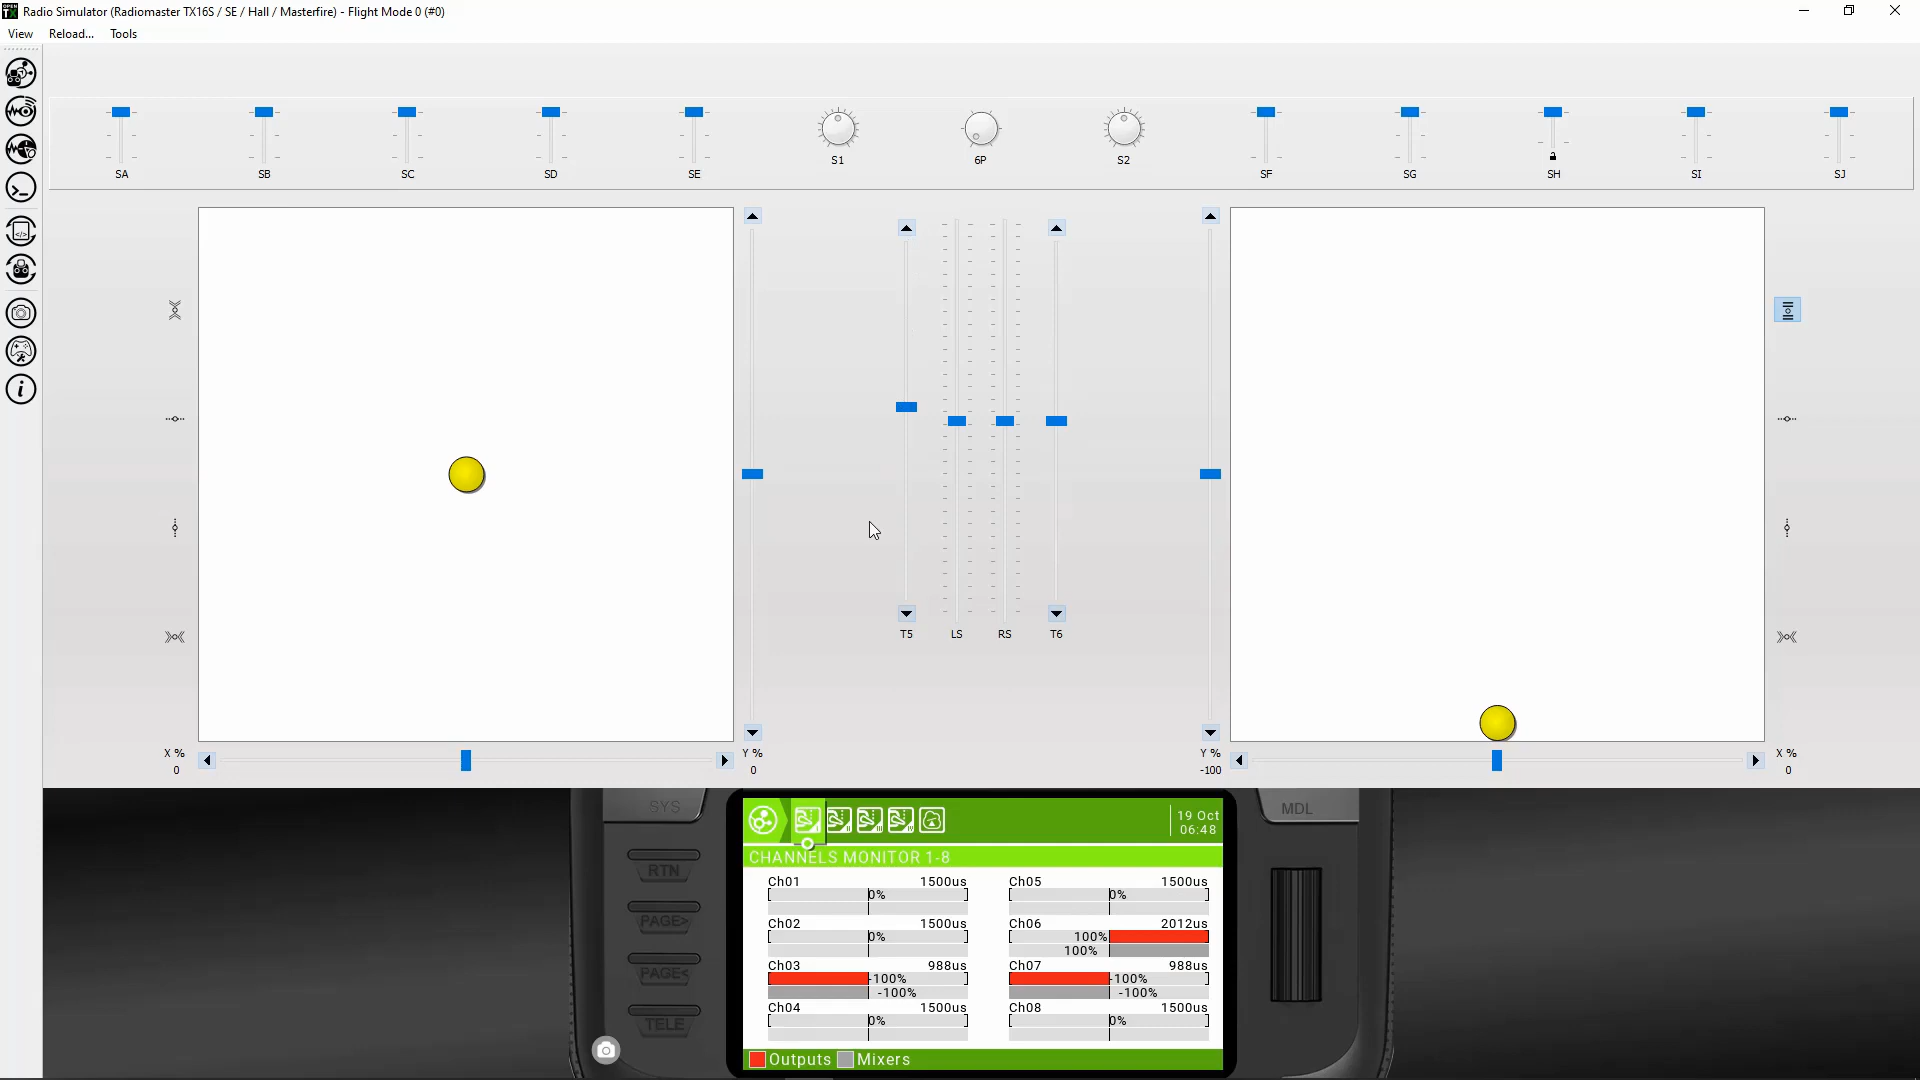 Radio Simulator (Radiomaster TX16S / SE / Hall / Masterfire) - Flight Mode 0 (#0)
View Reload... Tools
SA SB SC SD SE S1 6P S2 SF SG SH SI SJ
T5 LS RS T6
X % Y % Y % X %
0 0 -100 0
SYS
MDL
RTN
PAGE>
PAGE<
TELE
19 Oct
06:48
CHANNELS MONITOR 1-8
Ch01 1500us Ch05 1500us
0% 0%
Ch02 1500us Ch06 2012us
0% 100%
100%
Ch03 988us Ch07 988us
-100% -100%
-100% -100%
Ch04 1500us Ch08 1500us
0% 0%
Outputs Mixers